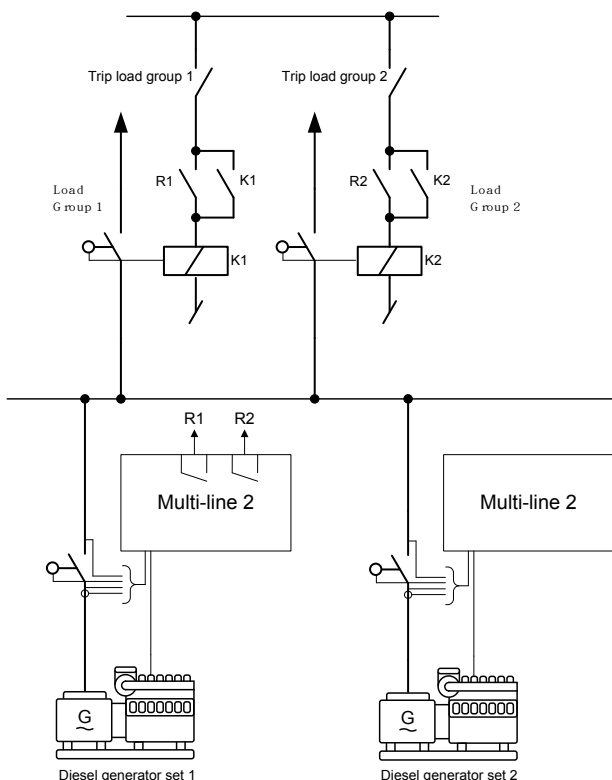 Trip load group 1
Trip load group 2
R1
K1
R2
K2
Load
Group 1
Load
Group 2
K1
K2
R1
R2
Multi-line 2
Multi-line 2
G
~
G
~
Diesel generator set 1
Diesel generator set 2